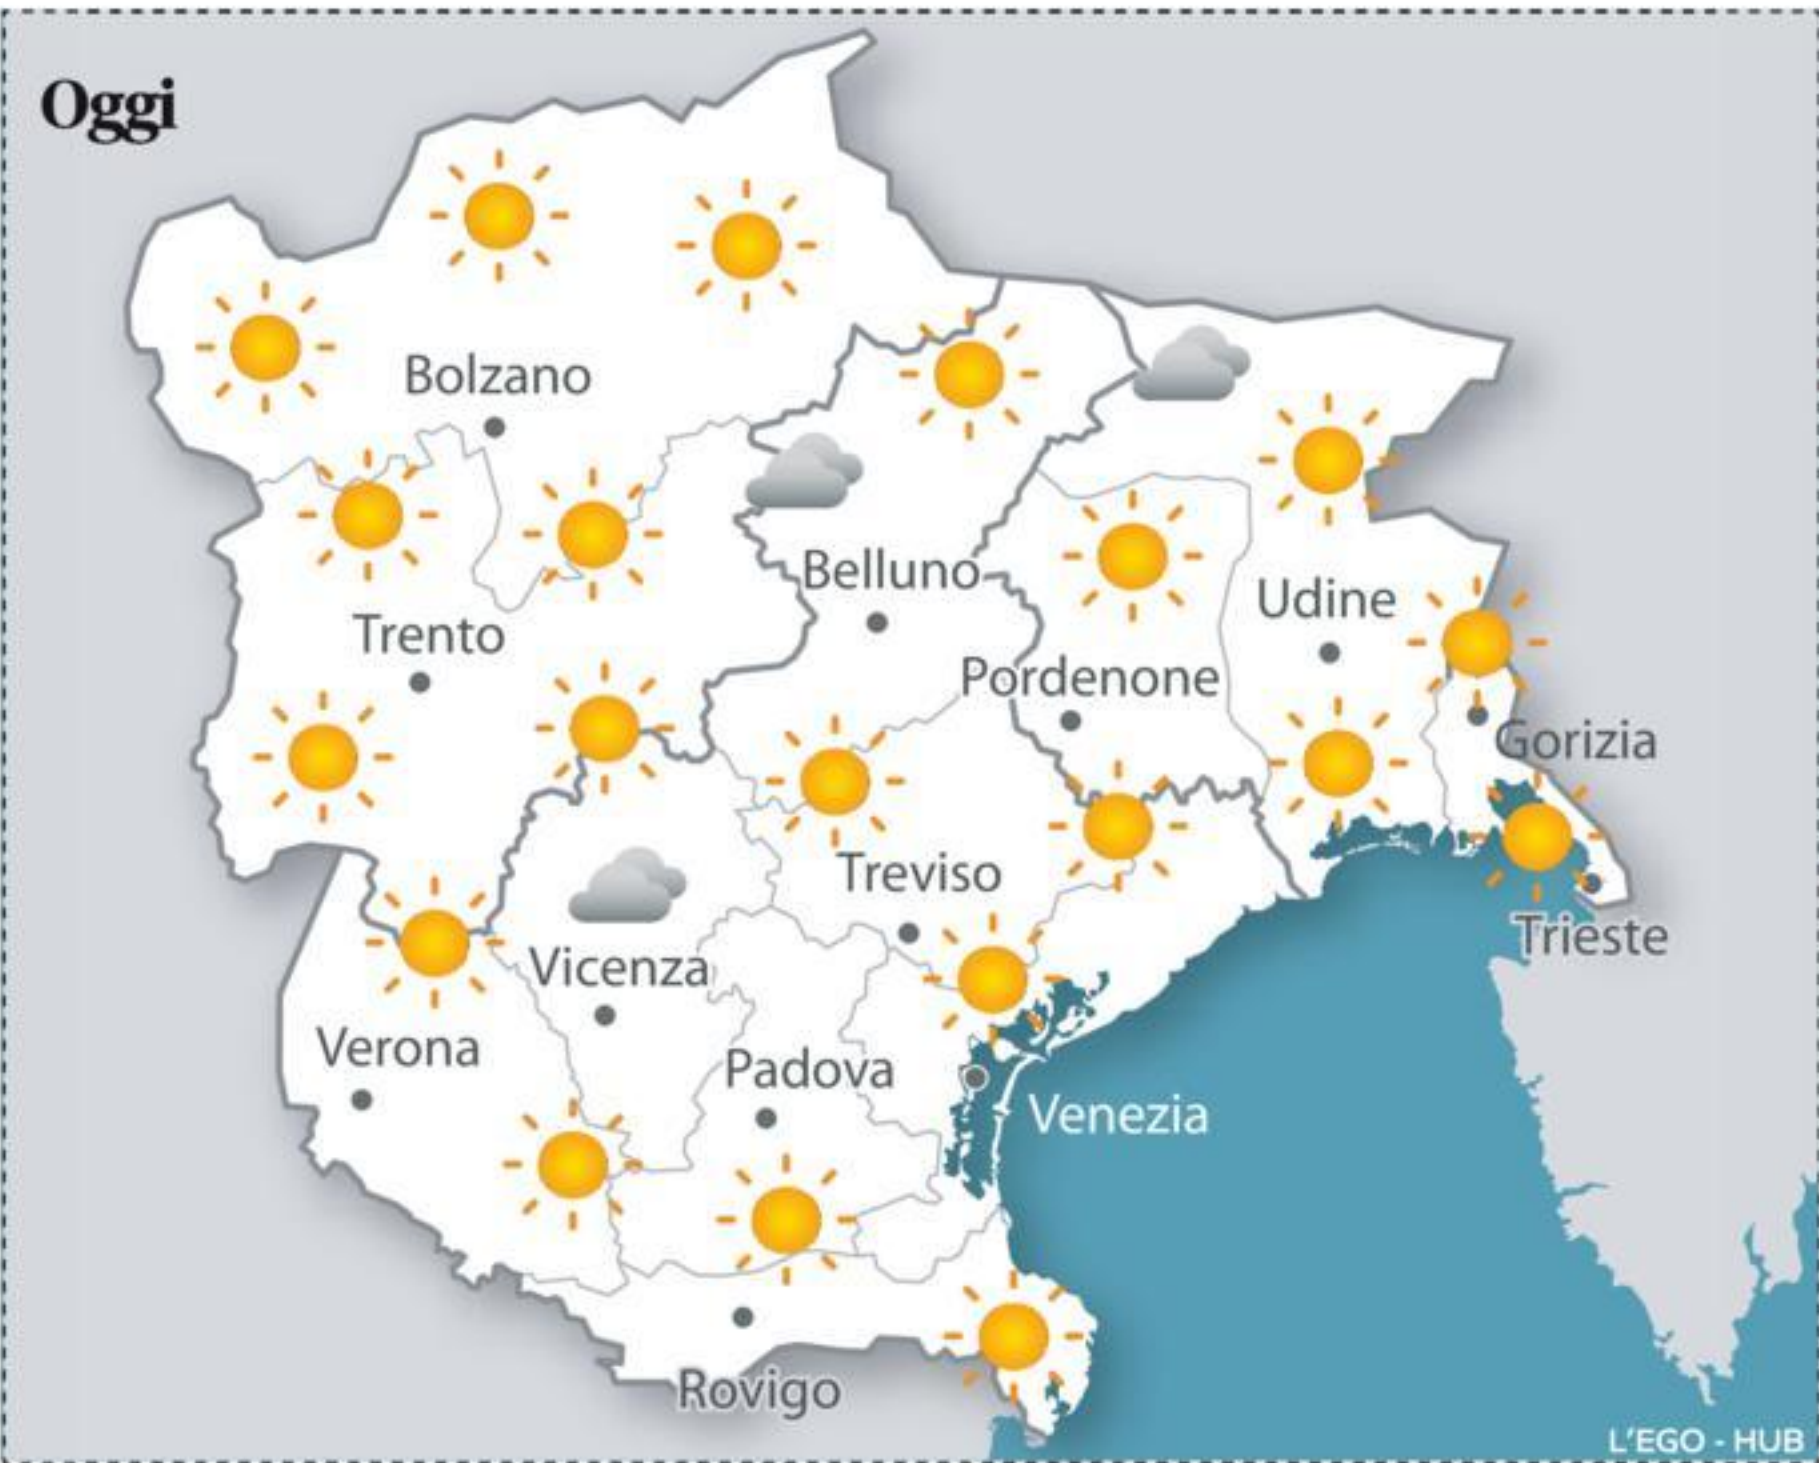 Oggi
Bolzano
Belluno
Trento
Udine
Pordenone
Gorizia
Treviso
Trieste
Vicenza
Verona
Padova
Venezia
Rovigo
L'EGO - HUB